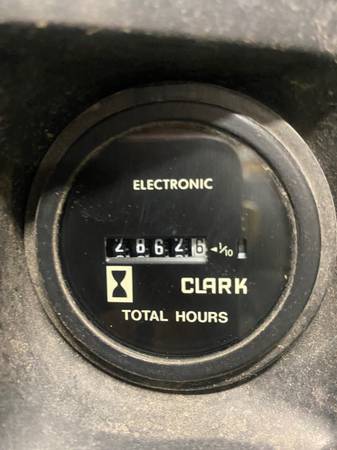 ELECTRONIC
28626 ◄1/10
CLARK
TOTAL HOURS